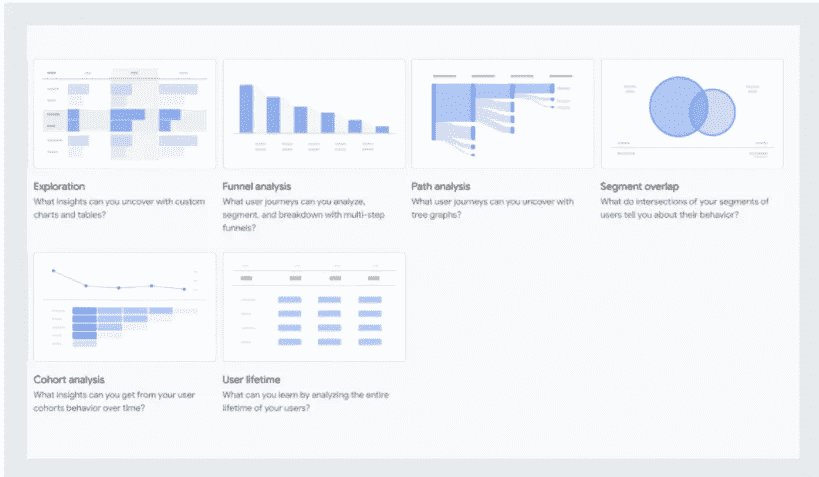 Exploration
What insights can you uncover with custom
charts and tables?
Funnel analysis
What user journeys can you analyze,
segment, and breakdown with multi-step
funnels?
Path analysis
What user journeys can you uncover with
tree graphs?
Segment overlap
What do intersections of your segments of
users tell you about their behavior?
Cohort analysis
What insights can you get from your user
cohorts behavior over time?
User lifetime
What can you learn by analyzing the entire
lifetime of your users?